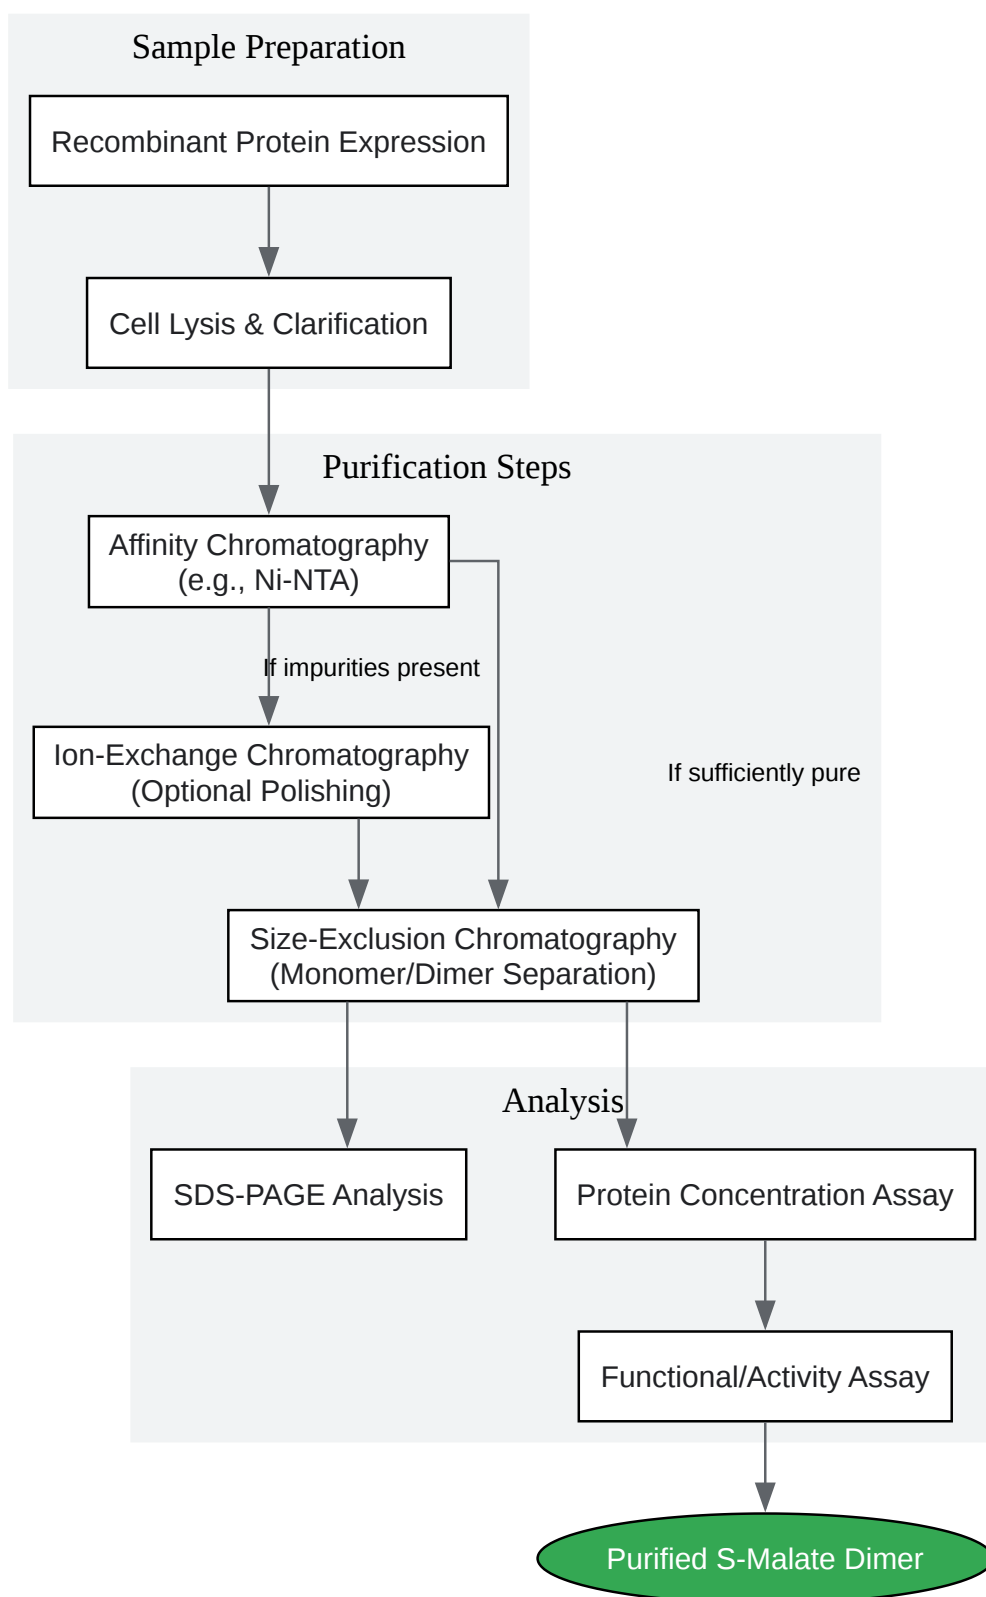 Sample Preparation
Recombinant Protein Expression
Cell Lysis & Clarification
Purification Steps
Affinity Chromatography
(e.g., Ni-NTA)
If impurities present
Ion-Exchange Chromatography
(Optional Polishing)
If sufficiently pure
Size-Exclusion Chromatography
(Monomer/Dimer Separation)
Analysis
SDS-PAGE Analysis
Protein Concentration Assay
Functional/Activity Assay
Purified S-Malate Dimer